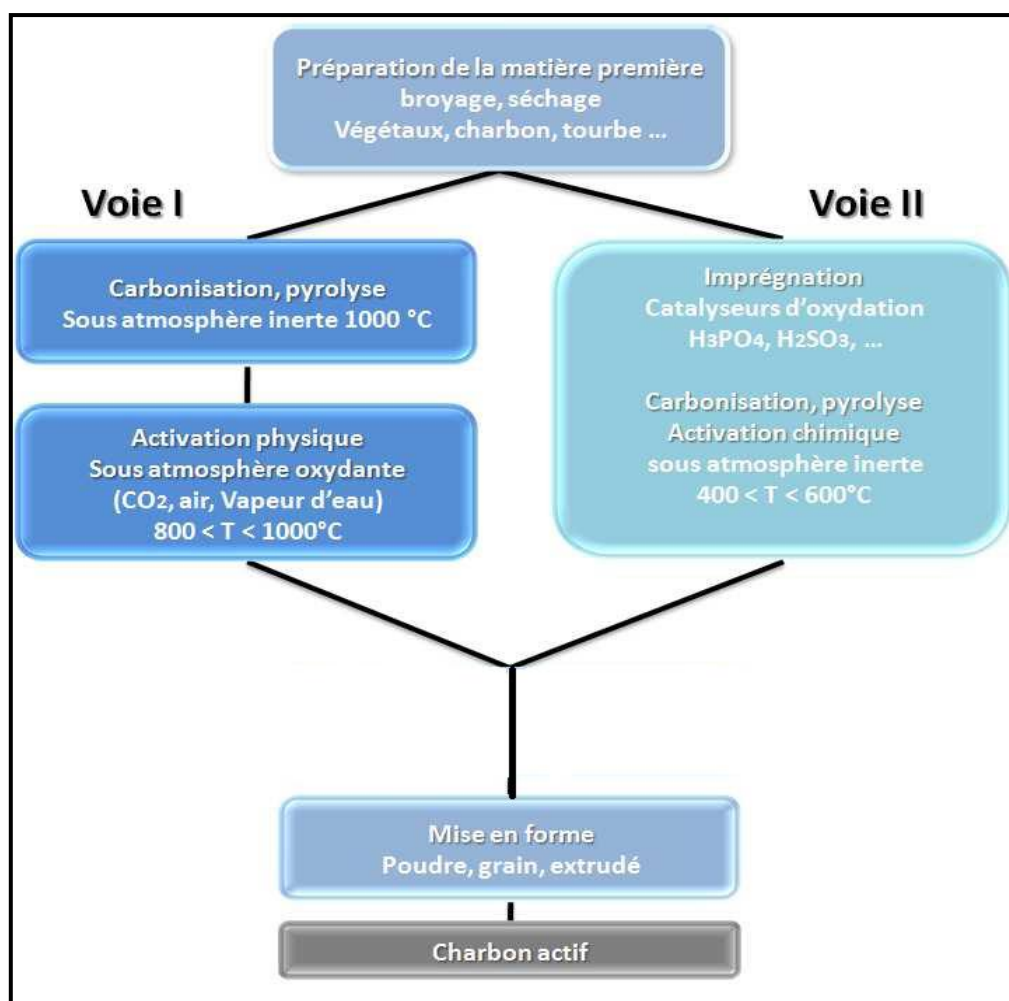 Préparation de la matière première
broyage, séchage
Végétaux, charbon, tourbe ...
Voie I
Voie II
Carbonisation, pyrolyse
Sous atmosphère inerte 1000 °C
Activation physique
Sous atmosphère oxydante
(CO2, air, Vapeur d'eau)
800 < T < 1000°C
Imprégnation
Catalyseurs d'oxydation
H3PO4, H2SO3, ...
Carbonisation, pyrolyse
Activation chimique
sous atmosphère inerte
400 < T < 600°C
Mise en forme
Poudre, grain, extrudé
Charbon actif